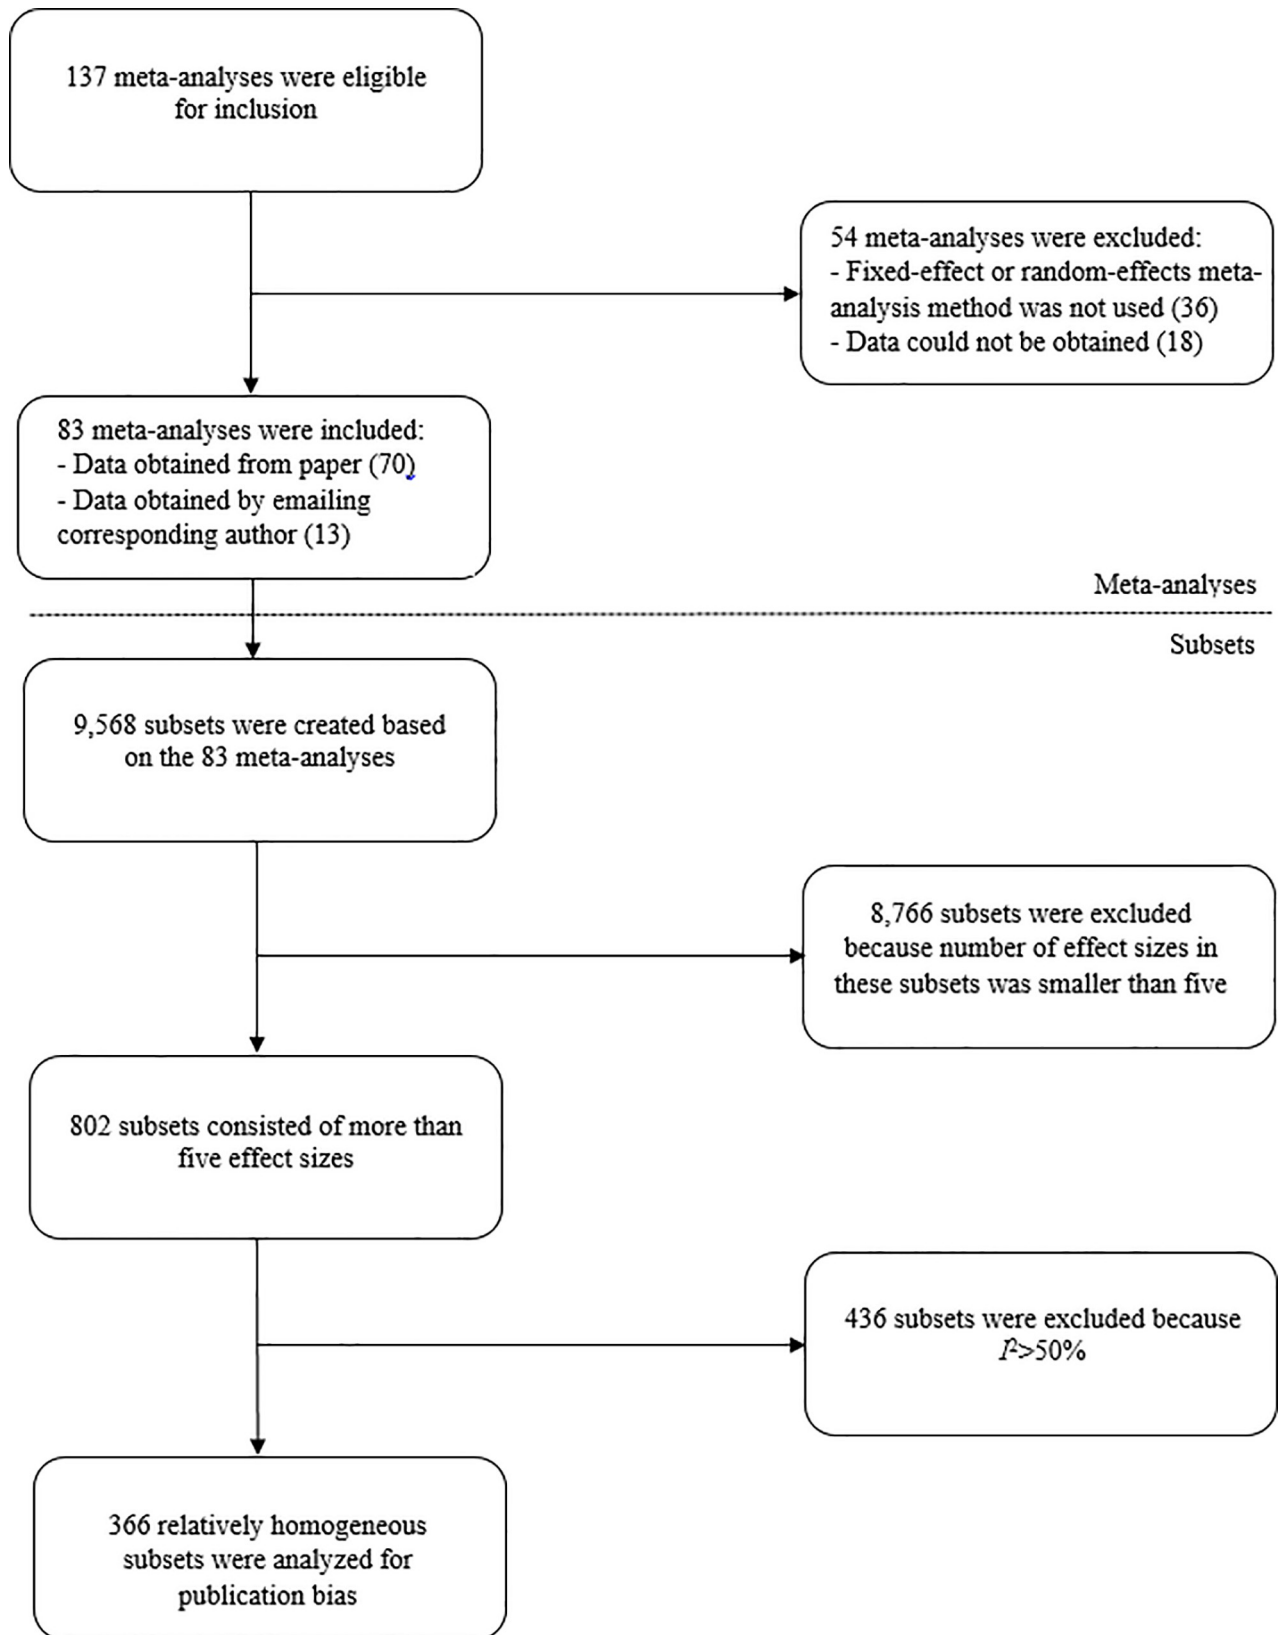 137 meta-analyses were eligible
for inclusion
54 meta-analyses were excluded:
- Fixed-effect or random-effects meta-
analysis method was not used (36)
- Data could not be obtained (18)
83 meta-analyses were included:
- Data obtained from paper (70)
- Data obtained by emailing
corresponding author (13)
Meta-analyses
Subsets
9,568 subsets were created based
on the 83 meta-analyses
8,766 subsets were excluded
because number of effect sizes in
these subsets was smaller than five
802 subsets consisted of more than
five effect sizes
436 subsets were excluded because
I²>50%
366 relatively homogeneous
subsets were analyzed for
publication bias